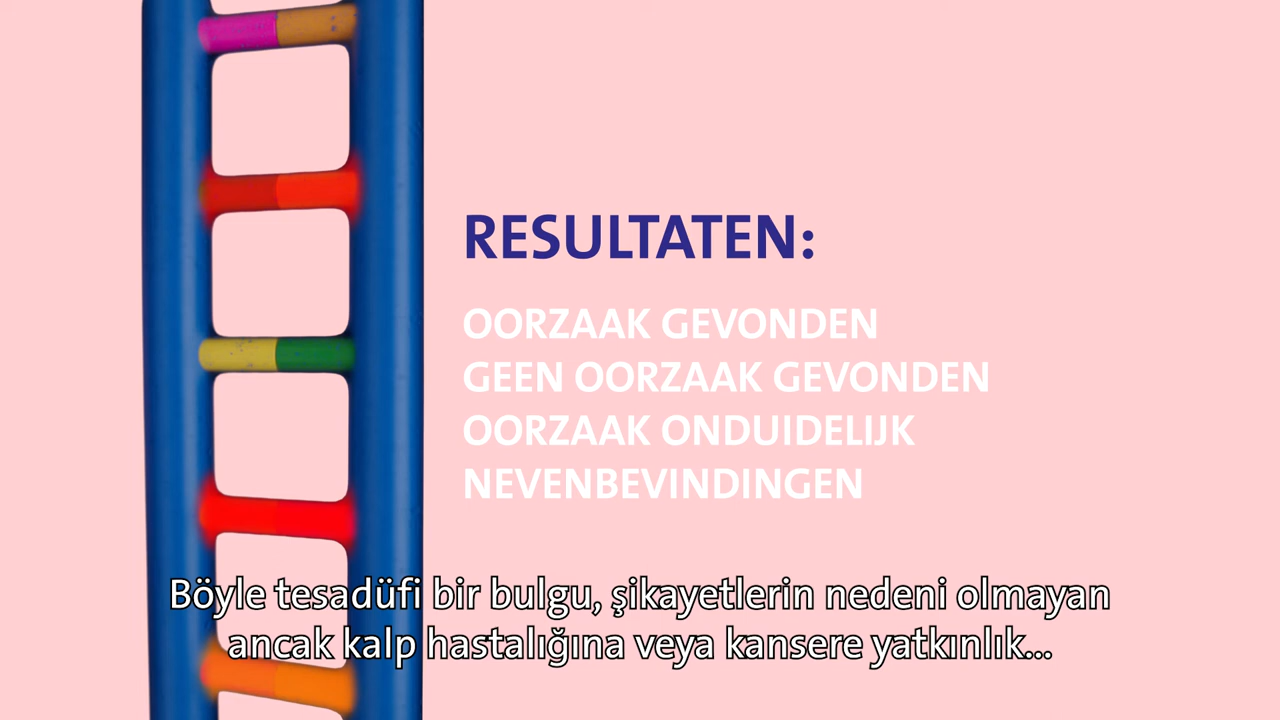 RESULTATEN:
OORZAAK GEVONDEN
GEEN OORZAAK GEVONDEN
OORZAAK ONDUIDELIJK
NEVENBEVINDINGEN
Böyle tesadüfi bir bulgu, şikayetlerin nedeni olmayan
ancak kalp hastalığına veya kansere yatkınlık...